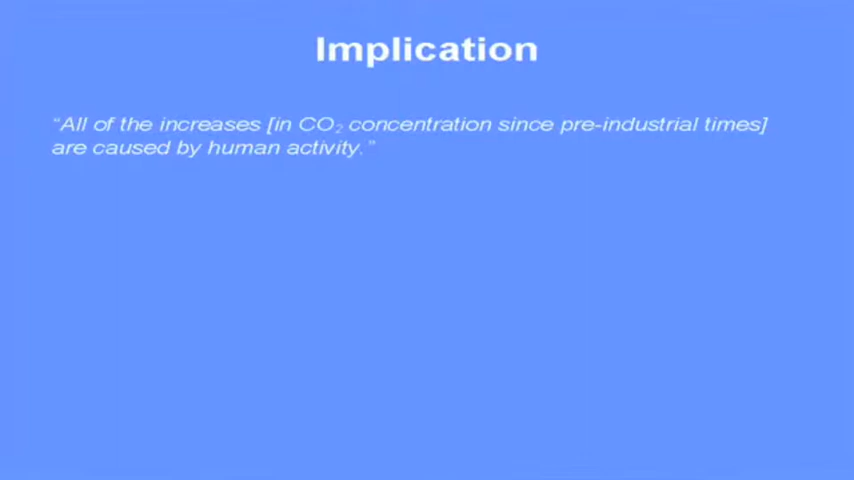 Implication
“All of the increases [in CO₂ concentration since pre-industrial times]
are caused by human activity.”